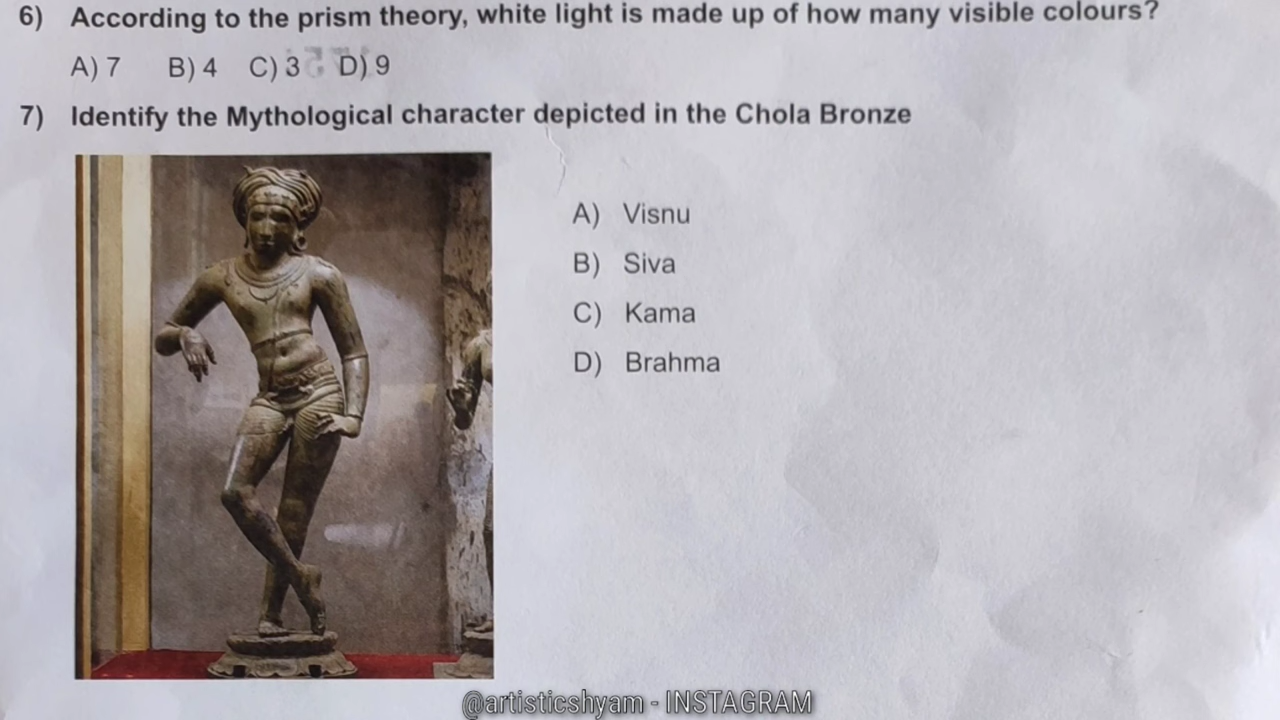 6) According to the prism theory, white light is made up of how many visible colours?
A) 7 B) 4 C) 3 D) 9
7) Identify the Mythological character depicted in the Chola Bronze
A) Visnu
B) Siva
C) Kama
D) Brahma
@artisticshyam - INSTAGRAM